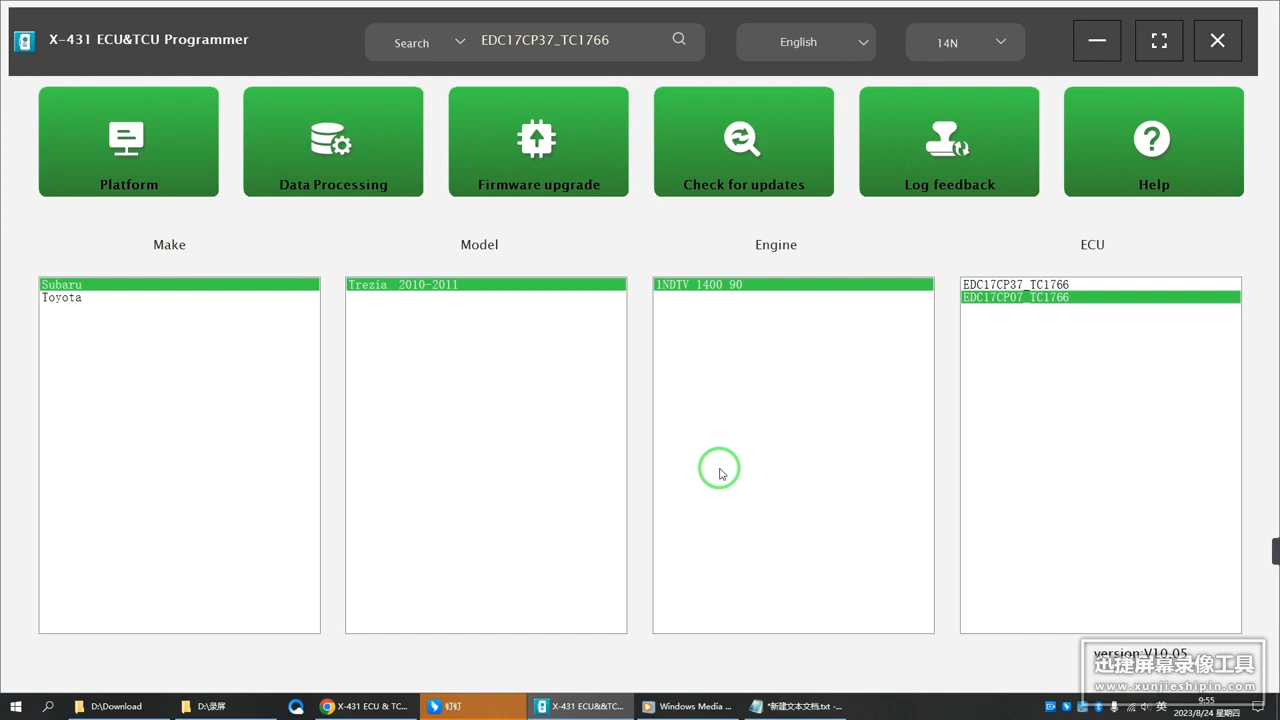 X-431 ECU&TCU Programmer
Search
EDC17CP37_TC1766
English
14N
Platform
Data Processing
Firmware upgrade
Check for updates
Log feedback
Help
Make
Model
Engine
ECU
Subaru
Toyota
Trezia 2010-2011
1NDTV 1400 90
EDC17CP37_TC1766
EDC17CP07_TC1766
version:V10.05
迅捷屏幕录像工具
www.xunjieshipin.com
D:\Download
D:\录屏
X-431 ECU & TC...
钉钉
X-431 ECU&&TC...
Windows Media ...
*新建文本文档.txt -...
英
9:55
2023/8/24 星期四